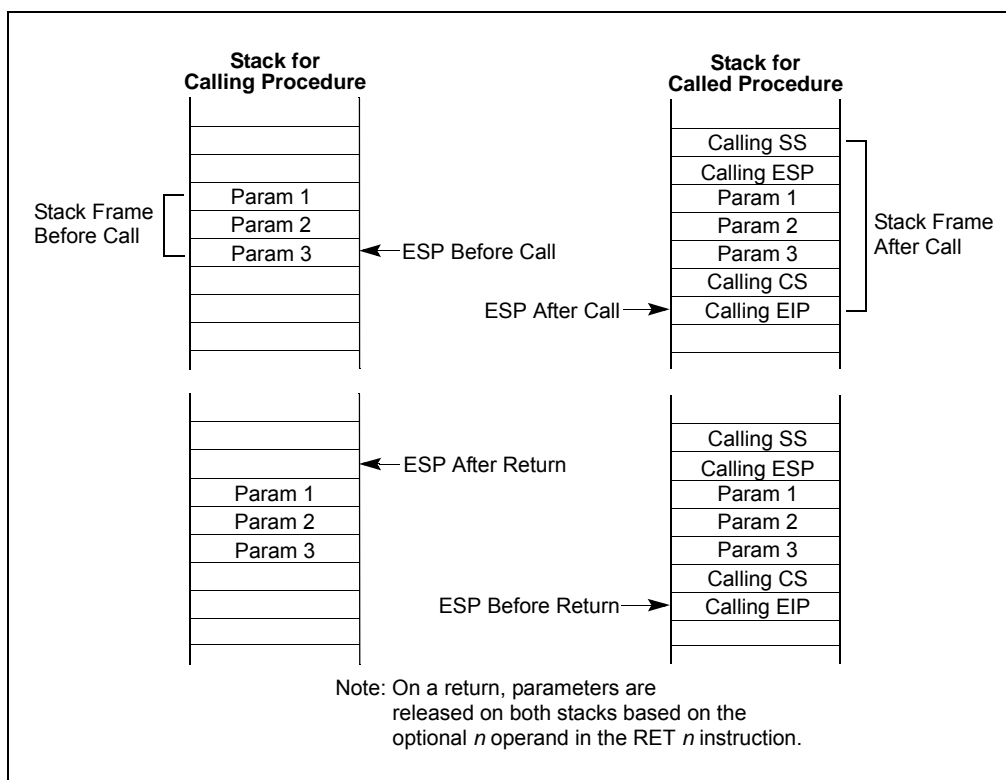 Stack for
Calling Procedure
Stack for
Called Procedure
Stack Frame
Before Call
Param 1
Param 2
Param 3
ESP Before Call
Calling SS
Calling ESP
Param 1
Param 2
Param 3
Calling CS
Calling EIP
ESP After Call
Stack Frame
After Call
ESP After Return
Param 1
Param 2
Param 3
Calling SS
Calling ESP
Param 1
Param 2
Param 3
Calling CS
Calling EIP
ESP Before Return
Note: On a return, parameters are
released on both stacks based on the
optional n operand in the RET n instruction.